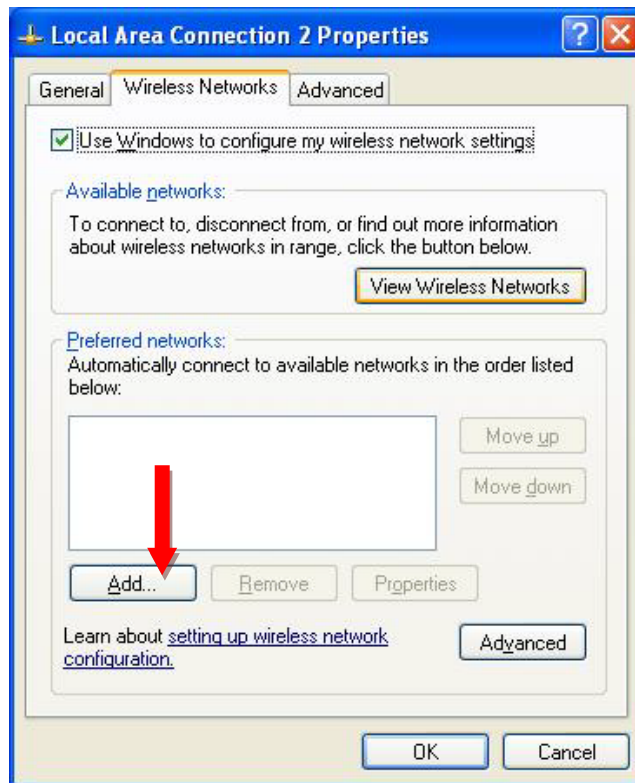 Local Area Connection 2 Properties
?
General
Wireless Networks
Advanced
Use Windows to configure my wireless network settings
Available networks:
To connect to, disconnect from, or find out more information
about wireless networks in range, click the button below.
View Wireless Networks
Preferred networks:
Automatically connect to available networks in the order listed
below:
Move up
Move down
Add...
Remove
Properties
Learn about setting up wireless network
configuration.
Advanced
OK
Cancel